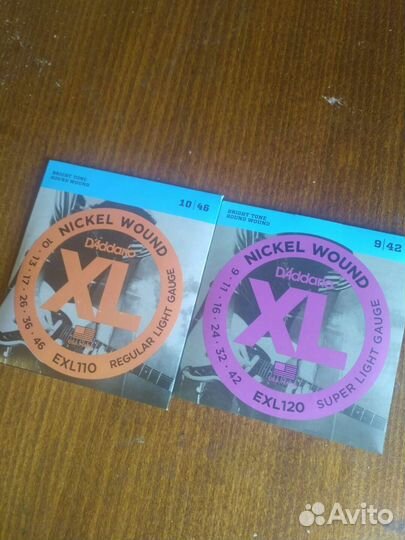 BRIGHT TONE
ROUND WOUND
10 | 46
NICKEL WOUND
D'Addario
XL
10 · 13 · 17 · 26 · 36 · 46
EXL110
REGULAR LIGHT GAUGE
BRIGHT TONE
ROUND WOUND
9 | 42
NICKEL WOUND
D'Addario
XL
9 · 11 · 16 · 24 · 32 · 42
EXL120
SUPER LIGHT GAUGE
Avito